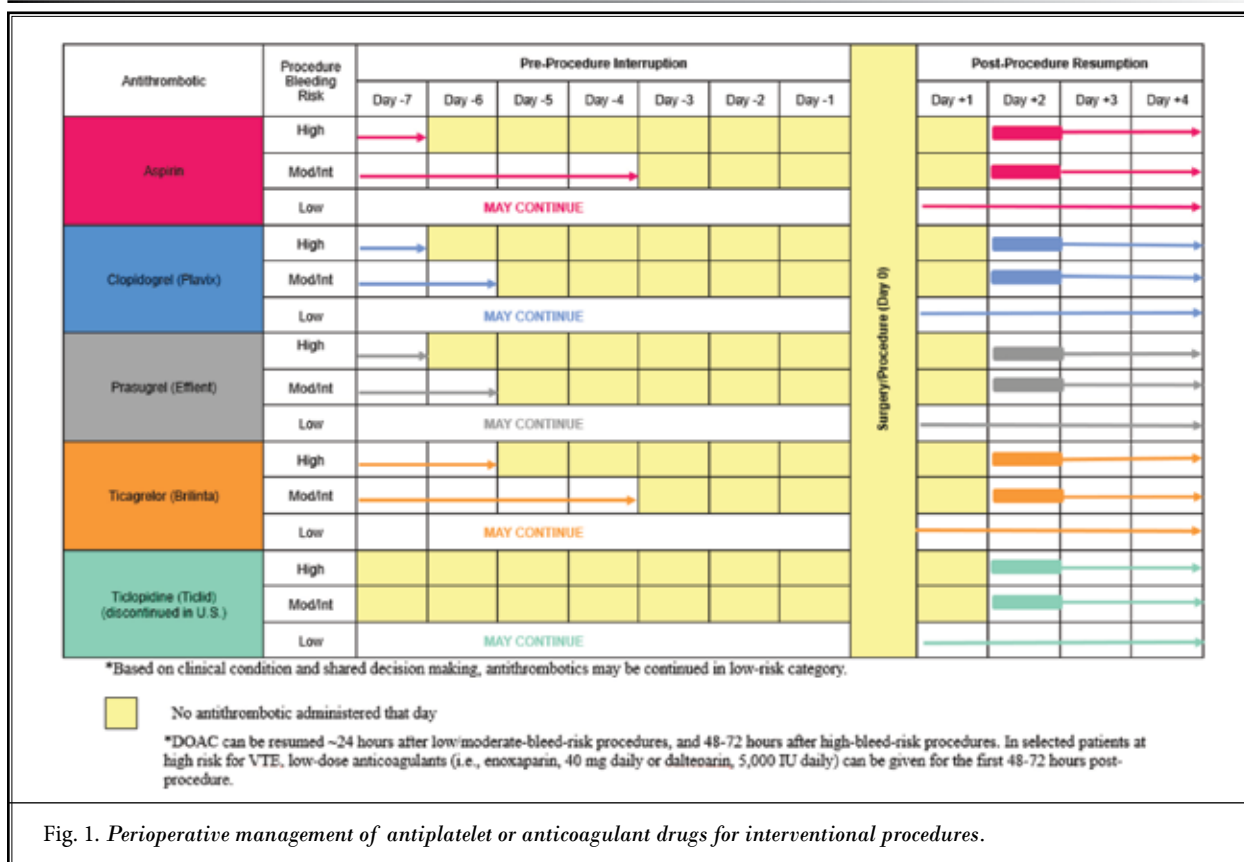 Antithrombotic
Procedure
Bleeding
Risk
Pre-Procedure Interruption
Post-Procedure Resumption
Day -7 Day -6 Day -5 Day -4 Day -3 Day -2 Day -1
Day +1 Day +2 Day +3 Day +4
Surgery/Procedure (Day 0)
Aspirin
High
Mod/Int
Low MAY CONTINUE
Clopidogrel (Plavix)
High
Mod/Int
Low MAY CONTINUE
Prasugrel (Effient)
High
Mod/Int
Low MAY CONTINUE
Ticagrelor (Brilinta)
High
Mod/Int
Low MAY CONTINUE
Ticlopidine (Ticlid)
(discontinued in U.S.)
High
Mod/Int
Low MAY CONTINUE
*Based on clinical condition and shared decision making, antithrombotics may be continued in low-risk category.
No antithrombotic administered that day
*DOAC can be resumed ~24 hours after low/moderate-bleed-risk procedures, and 48-72 hours after high-bleed-risk procedures. In selected patients at
high risk for VTE, low-dose anticoagulants (i.e., enoxaparin, 40 mg daily or dalteoarin, 5,000 IU daily) can be given for the first 48-72 hours post-
procedure.
Fig. 1. Perioperative management of antiplatelet or anticoagulant drugs for interventional procedures.